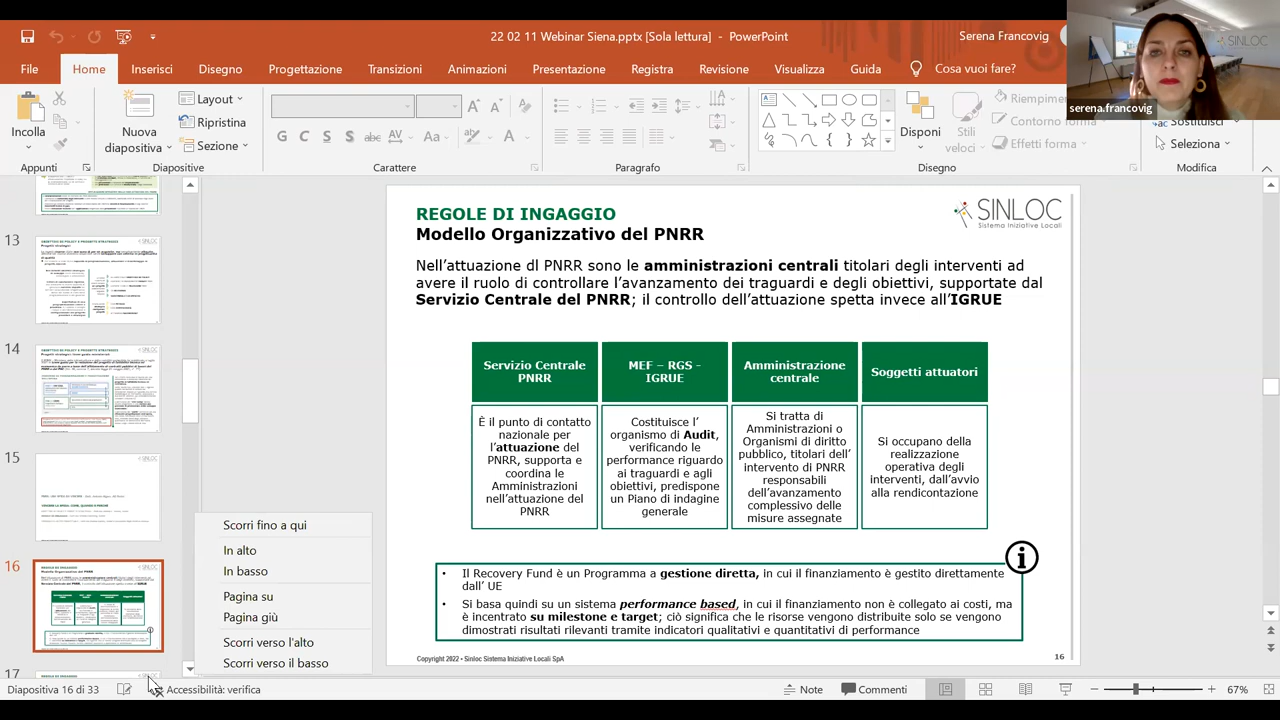 22 02 11 Webinar Siena.pptx [Sola lettura] - PowerPoint
Serena Francovig
File Home Inserisci Disegno Progettazione Transizioni Animazioni Presentazione Registra Revisione Visualizza Guida Cosa vuoi fare?
SINLOC
serena.francovig
Incolla
Nuova
diapositiva
Layout
Ripristina
Sezione
Disponi
Stili
veloci
Contorno forma
Effetti forma
Sostituisci
Seleziona
Appunti
Diapositive
Carattere
Paragrafo
Disegno
Modifica
13
14
15
16
17
Scorri fino a qui
In alto
In basso
Pagina su
Pagina giù
Scorri verso l'alto
Scorri verso il basso
REGOLE DI INGAGGIO
Modello Organizzativo del PNRR
SINLOC
Sistema Iniziative Locali
Nell'attuazione dl PNRR sono le amministrazioni centrali titolari degli interventi ad
avere il ruolo di controllare l'avanzamento dei traguardi e degli obiettivi, supportate dal
Servizio centrale del PNRR; il controllo dell'attuazione spetta invece all'IGRUE
Servizio Centrale
PNRR
MEF – RGS -
IGRUE
Amministrazione
centrale
Soggetti attuatori
È il punto di contatto
nazionale per
l'attuazione del
PNRR, supporta e
coordina le
Amministrazioni
nell'attuazione del
PNRR
Costituisce l'
organismo di Audit,
verificando le
performance riguardo
ai traguardi e agli
obiettivi, predispone
un Piano di indagine
generale
Si tratta di
Amministrazioni o
Organismi di diritto
pubblico, titolari dell'
intervento di PNRR
responsabili
dell'avanzamento
complessivo delle
misure assegnate
Si occupano della
realizzazione
operativa degli
interventi, dall'avvio
alla rendicontazione
• Il Recovery Fund è un Programma a gestione diretta, infatti il finanziamento è gestito direttamente
dall' UE
• Si basa quindi su un sistema performance based, in cui il finanziamento non è collegato ai costi, ma
è incentrato su milestone e target; ciò significa che le risorse vengono distribuite solo se vengono
dimostrati risultati rilevanti tramite indicatori qualitativi e quantitativi di performance
Copyright 2022 • Sinloc Sistema Iniziative Locali SpA
16
Diapositiva 16 di 33
Accessibilità: verifica
Note
Commenti
67%